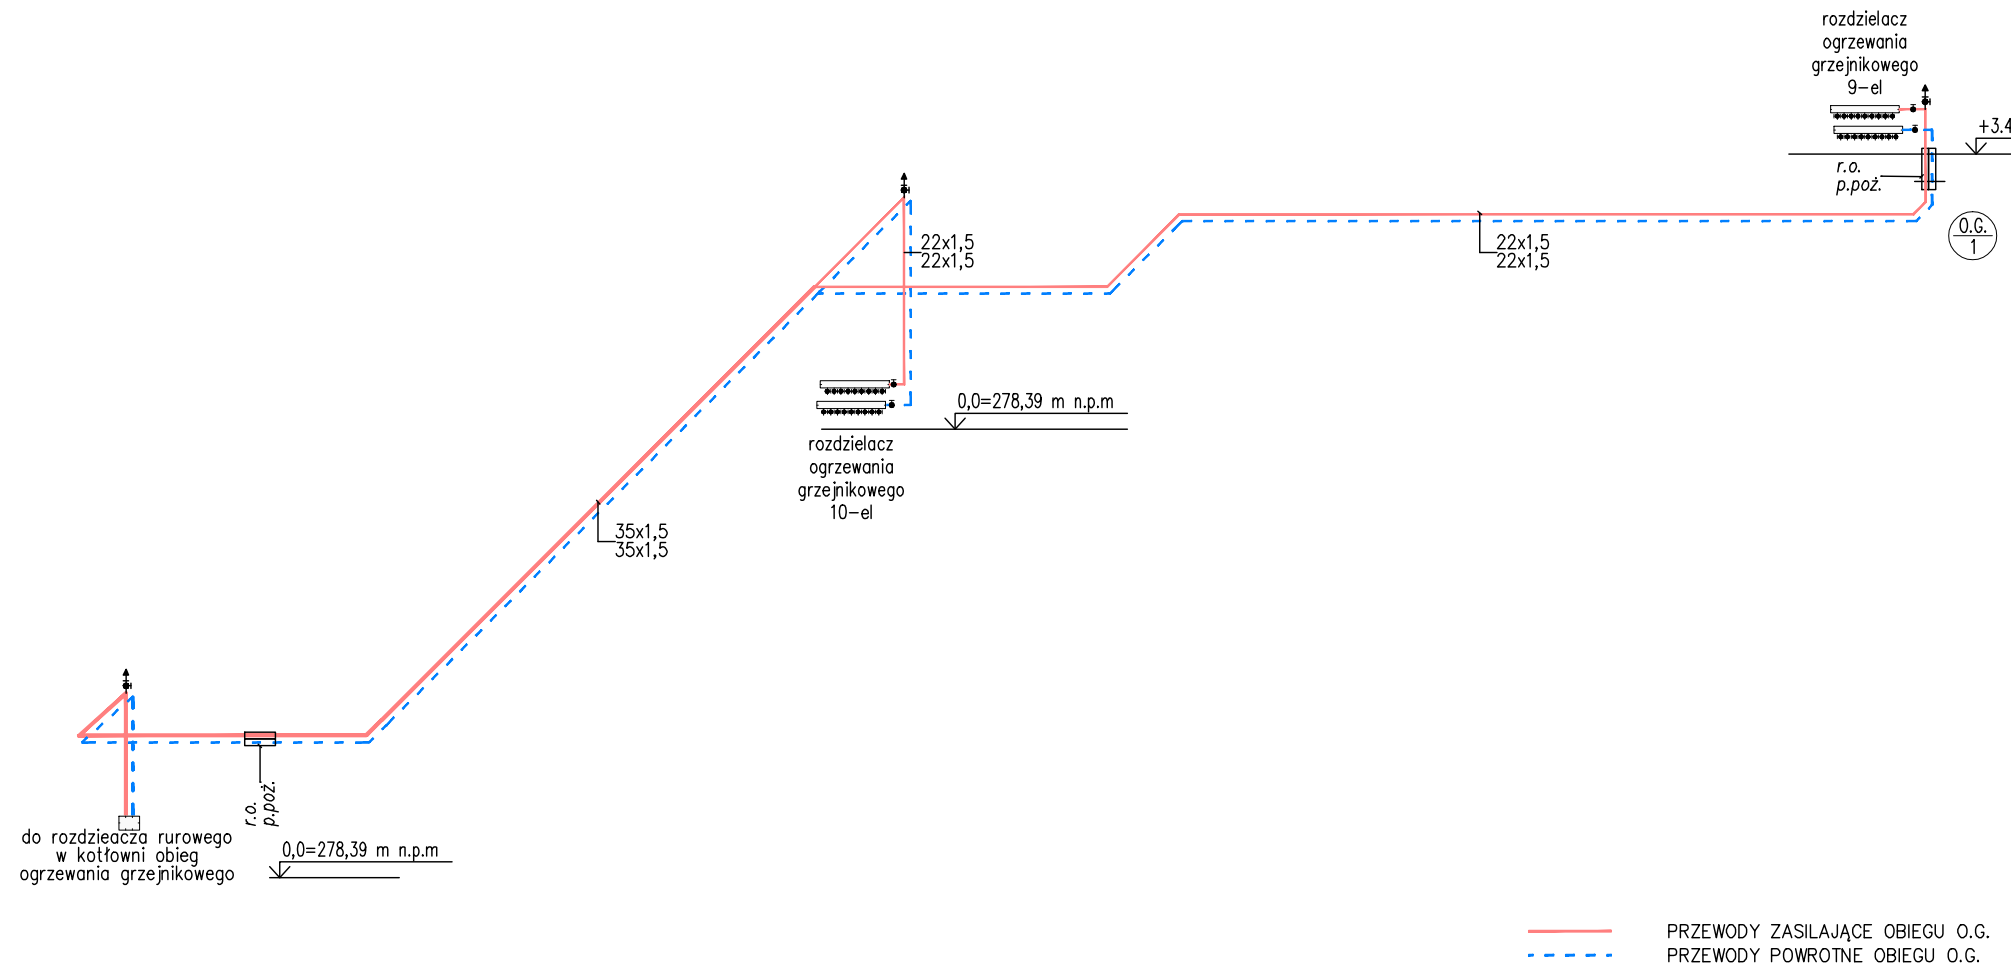 rozdzielacz
ogrzewania
grzejnikowego
9-el
+3.4
r.o.
p.poż.
O.G.
1
22x1,5
22x1,5
22x1,5
22x1,5
0,0=278,39 m n.p.m
rozdzielacz
ogrzewania
grzejnikowego
10-el
35x1,5
35x1,5
r.o.
p.poż.
do rozdzieacza rurowego
w kotłowni obieg
ogrzewania grzejnikowego
0,0=278,39 m n.p.m
PRZEWODY ZASILAJĄCE OBIEGU O.G.
PRZEWODY POWROTNE OBIEGU O.G.